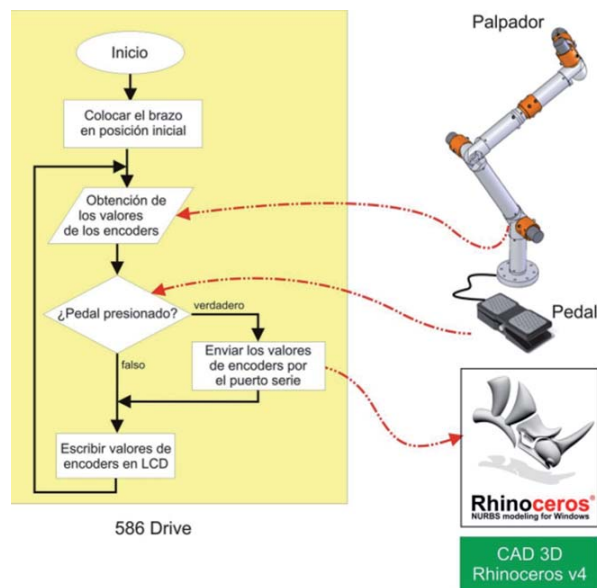 Inicio
Colocar el brazo
en posición inicial
Obtención de
los valores
de los encoders
¿Pedal presionado?
verdadero
falso
Enviar los valores
de encoders por
el puerto serie
Escribir valores de
encoders en LCD
586 Drive
Palpador
Pedal
Rhinoceros®
NURBS modeling for Windows
CAD 3D
Rhinoceros v4